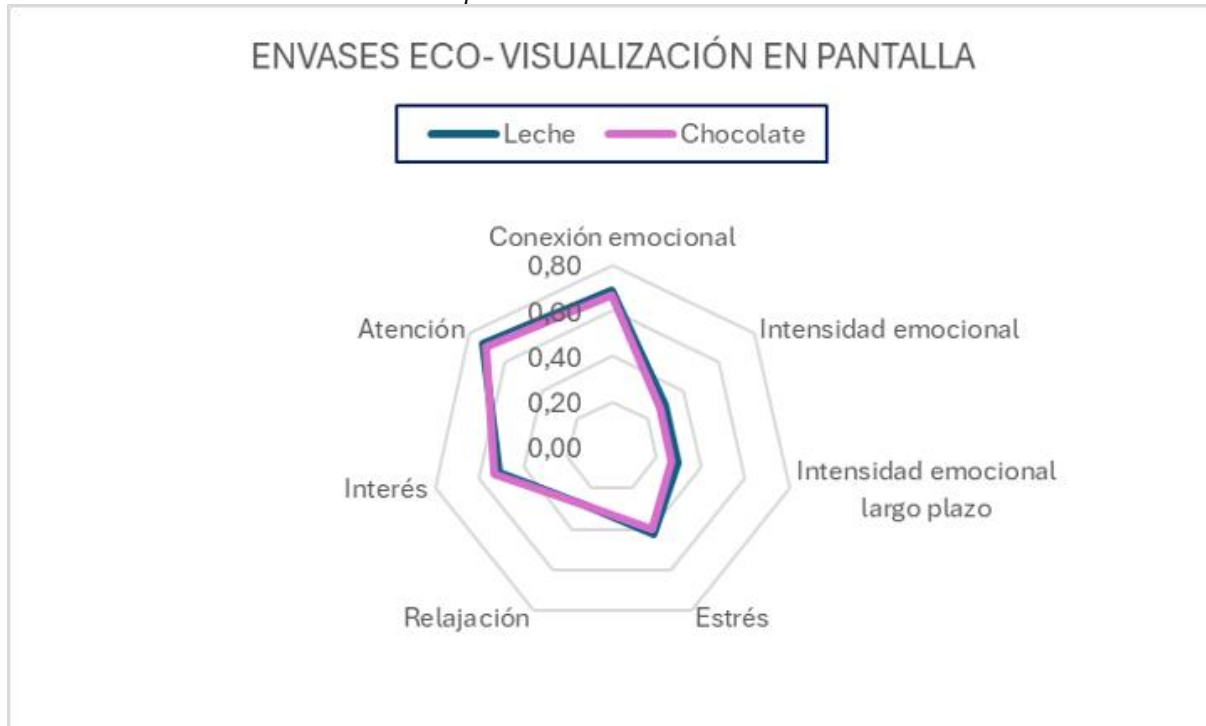 ENVASES ECO- VISUALIZACIÓN EN PANTALLA
Leche
Chocolate
Conexión emocional
0,80
0,60
0,40
0,20
0,00
Intensidad emocional
Intensidad emocional
largo plazo
Estrés
Relajación
Interés
Atención